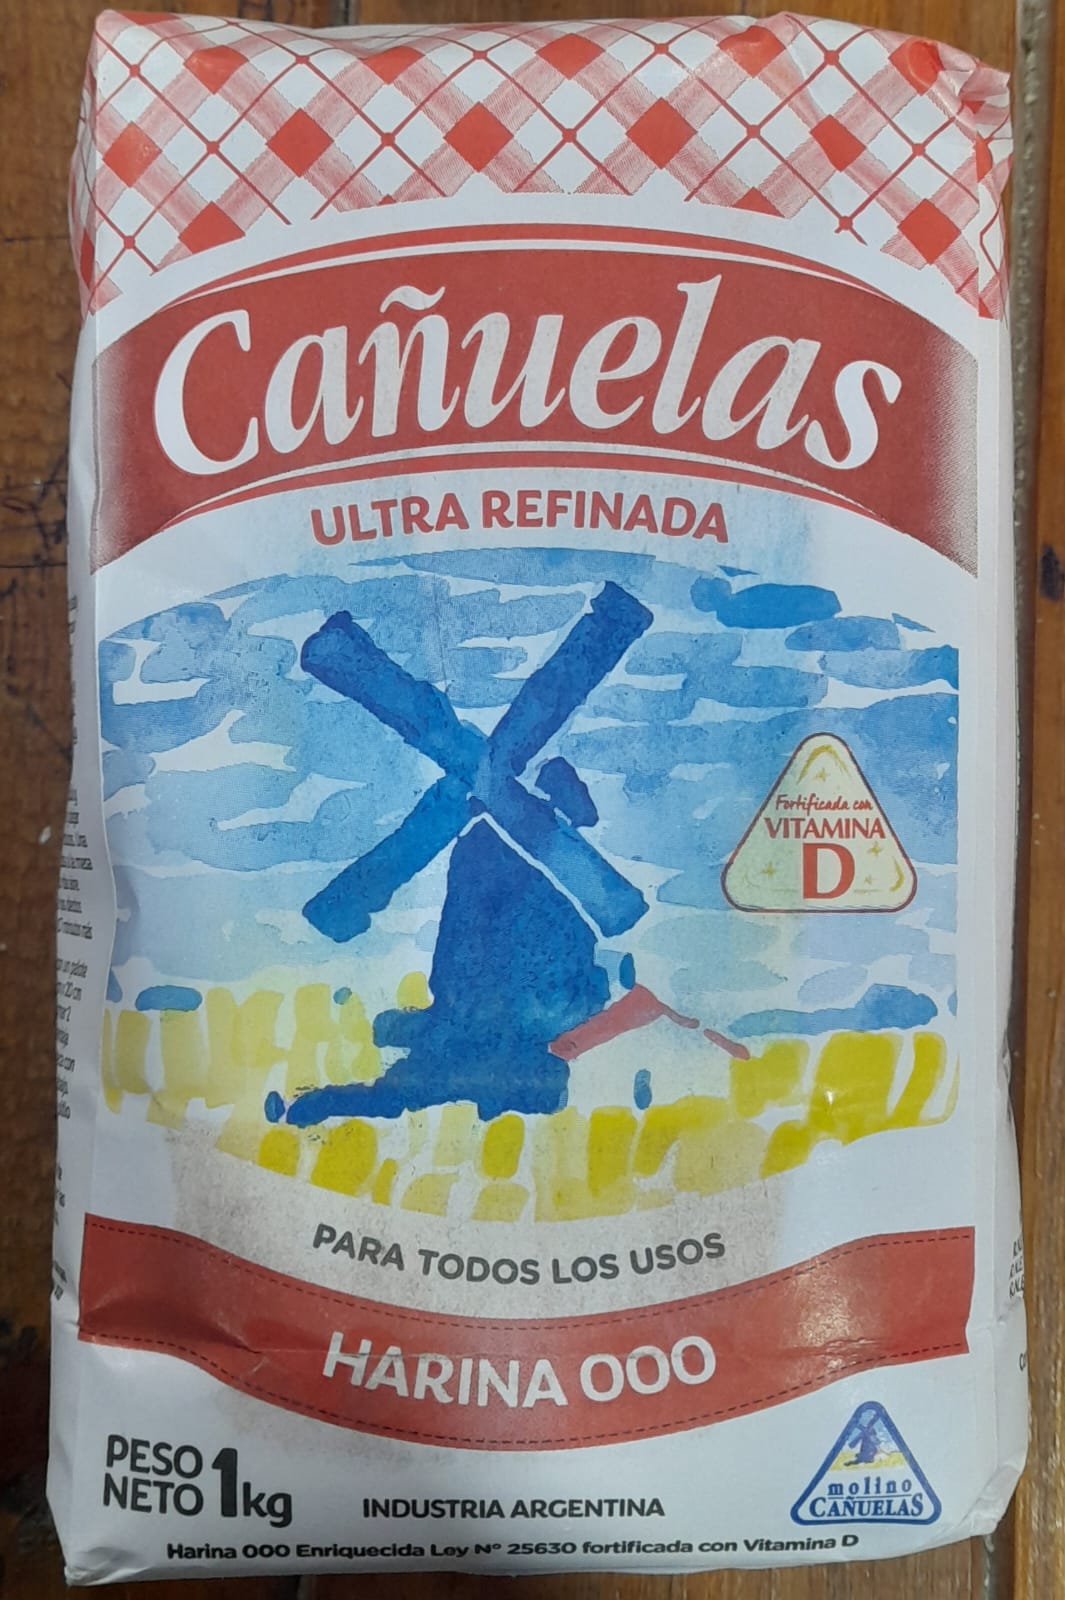 Cañuelas
ULTRA REFINADA
Fortificada con
VITAMINA
D
PARA TODOS LOS USOS
HARINA 000
PESO
NETO 1kg
INDUSTRIA ARGENTINA
molino
CAÑUELAS
Harina 000 Enriquecida Ley Nº 25630 fortificada con Vitamina D